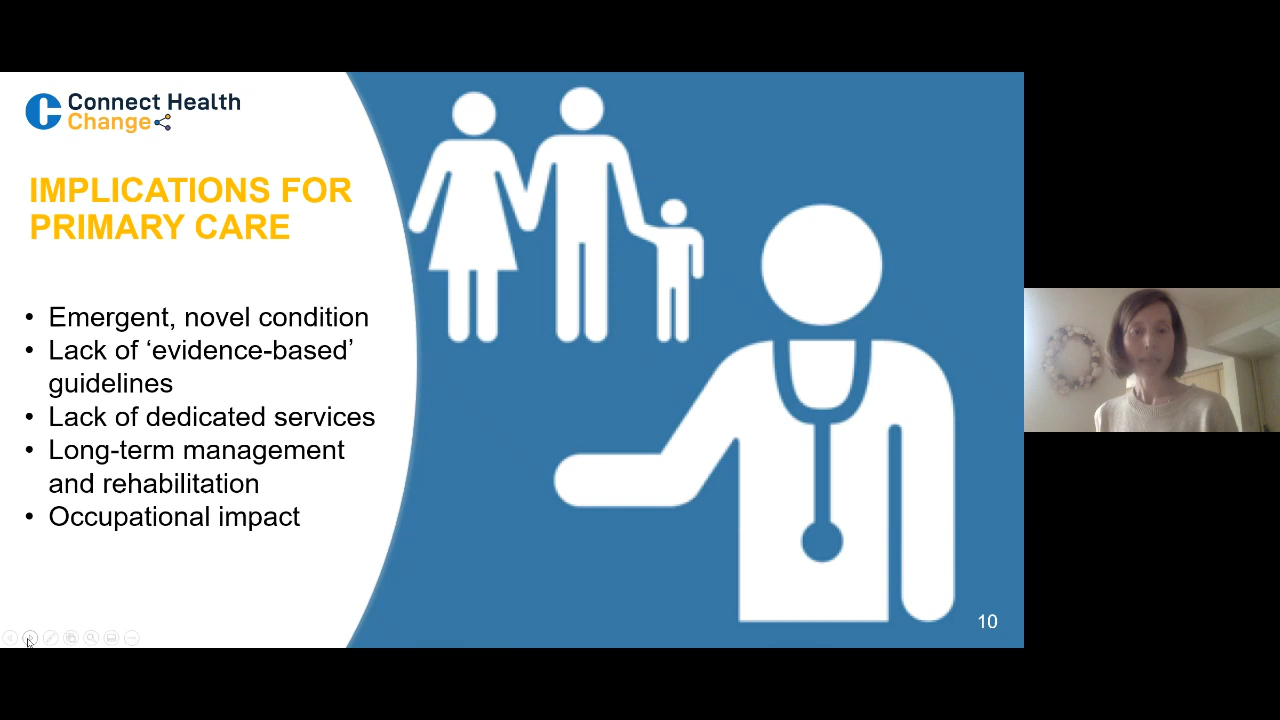 Connect Health
Change
IMPLICATIONS FOR
PRIMARY CARE
• Emergent, novel condition
• Lack of ‘evidence-based’
guidelines
• Lack of dedicated services
• Long-term management
and rehabilitation
• Occupational impact
10